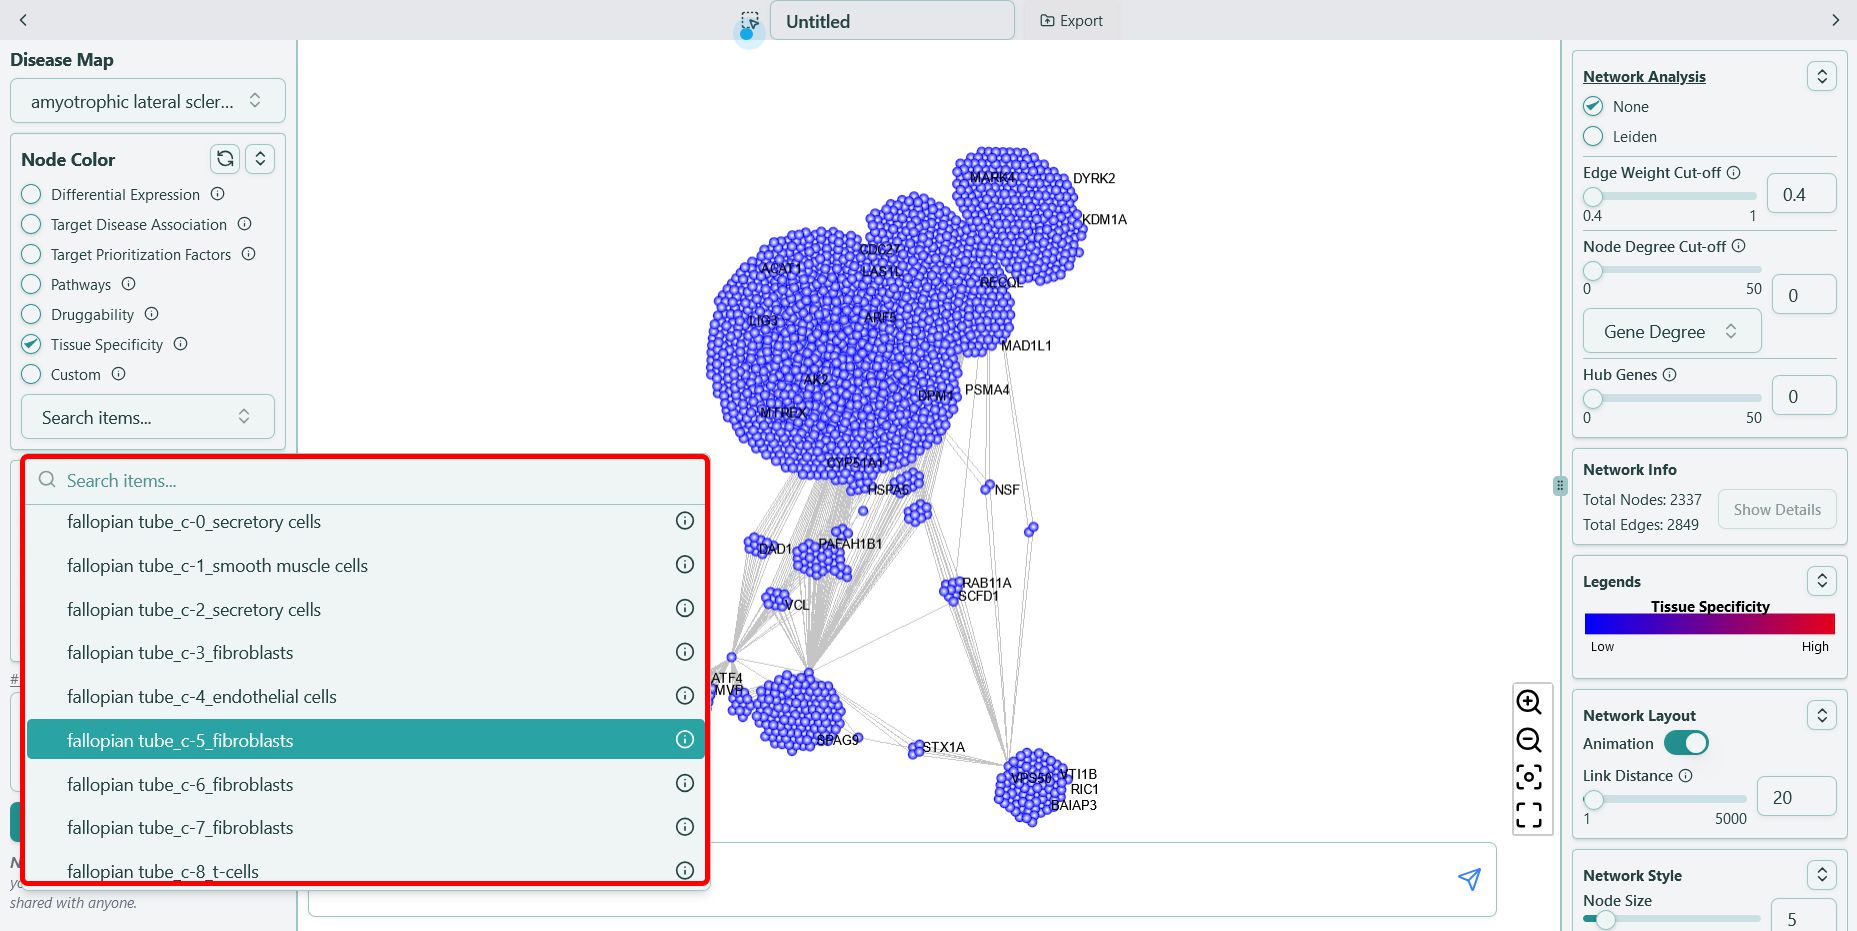 Untitled
Export
Disease Map
amyotrophic lateral scler...
Node Color
Differential Expression
Target Disease Association
Target Prioritization Factors
Pathways
Druggability
Tissue Specificity
Custom
Search items...
Search items...
fallopian tube_c-0_secretory cells
fallopian tube_c-1_smooth muscle cells
fallopian tube_c-2_secretory cells
fallopian tube_c-3_fibroblasts
fallopian tube_c-4_endothelial cells
fallopian tube_c-5_fibroblasts
fallopian tube_c-6_fibroblasts
fallopian tube_c-7_fibroblasts
fallopian tube_c-8_t-cells
#
shared with anyone.
MARK4
DYRK2
KDM1A
CDC27
ACAT1
LAS1L
RECQL
LIG3
ARF5
MAD1L1
AK2
DPM1
PSMA4
MTREX
CYP51A1
HSPA5
NSF
DAD1
PAFAH1B1
RAB11A
SCFD1
VCL
ATF4
MVP
SPAG9
STX1A
VPS50
VTI1B
RIC1
BAIAP3
Network Analysis
None
Leiden
Edge Weight Cut-off
0.4
0.4 1
Node Degree Cut-off
0 50
0
Gene Degree
Hub Genes
0
0 50
Network Info
Total Nodes: 2337
Total Edges: 2849
Show Details
Legends
Tissue Specificity
Low High
Network Layout
Animation
Link Distance
20
1 5000
Network Style
Node Size
5